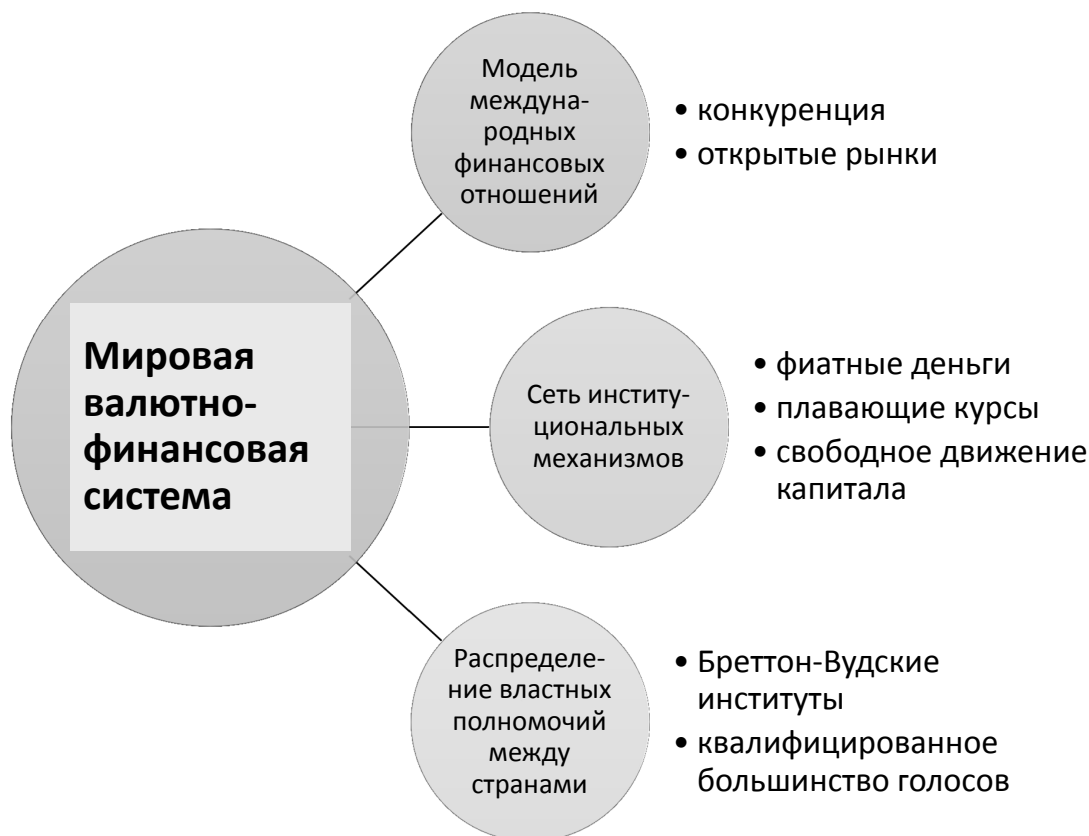 Модель
междуна-
родных
финансовых
отношений
• конкуренция
• открытые рынки
Мировая
валютно-
финансовая
система
Сеть институ-
циональных
механизмов
• фиатные деньги
• плавающие курсы
• свободное движение
капитала
Распределе-
ние властных
полномочий
между
странами
• Бреттон-Вудские
институты
• квалифицированное
большинство голосов